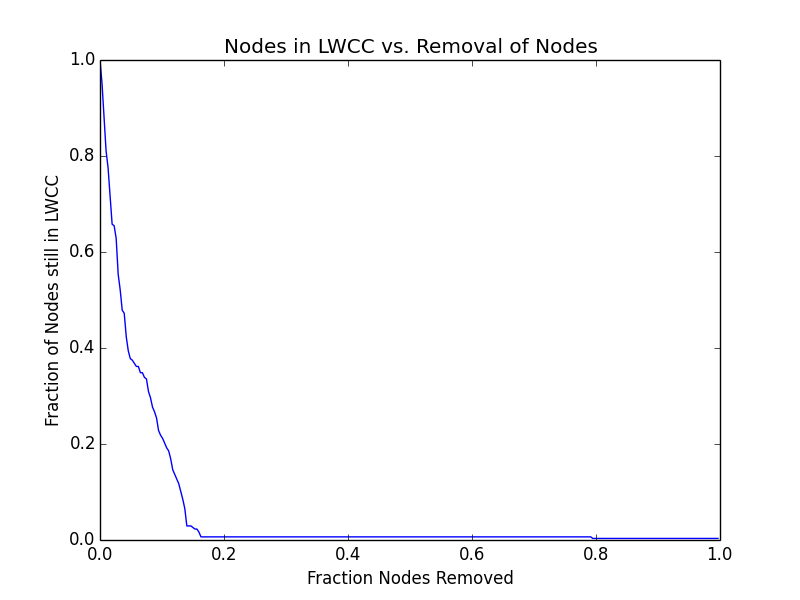 Nodes in LWCC vs. Removal of Nodes
1.0
0.8
0.6
0.4
0.2
0.0
Fraction of Nodes still in LWCC
0.0 0.2 0.4 0.6 0.8 1.0
Fraction Nodes Removed